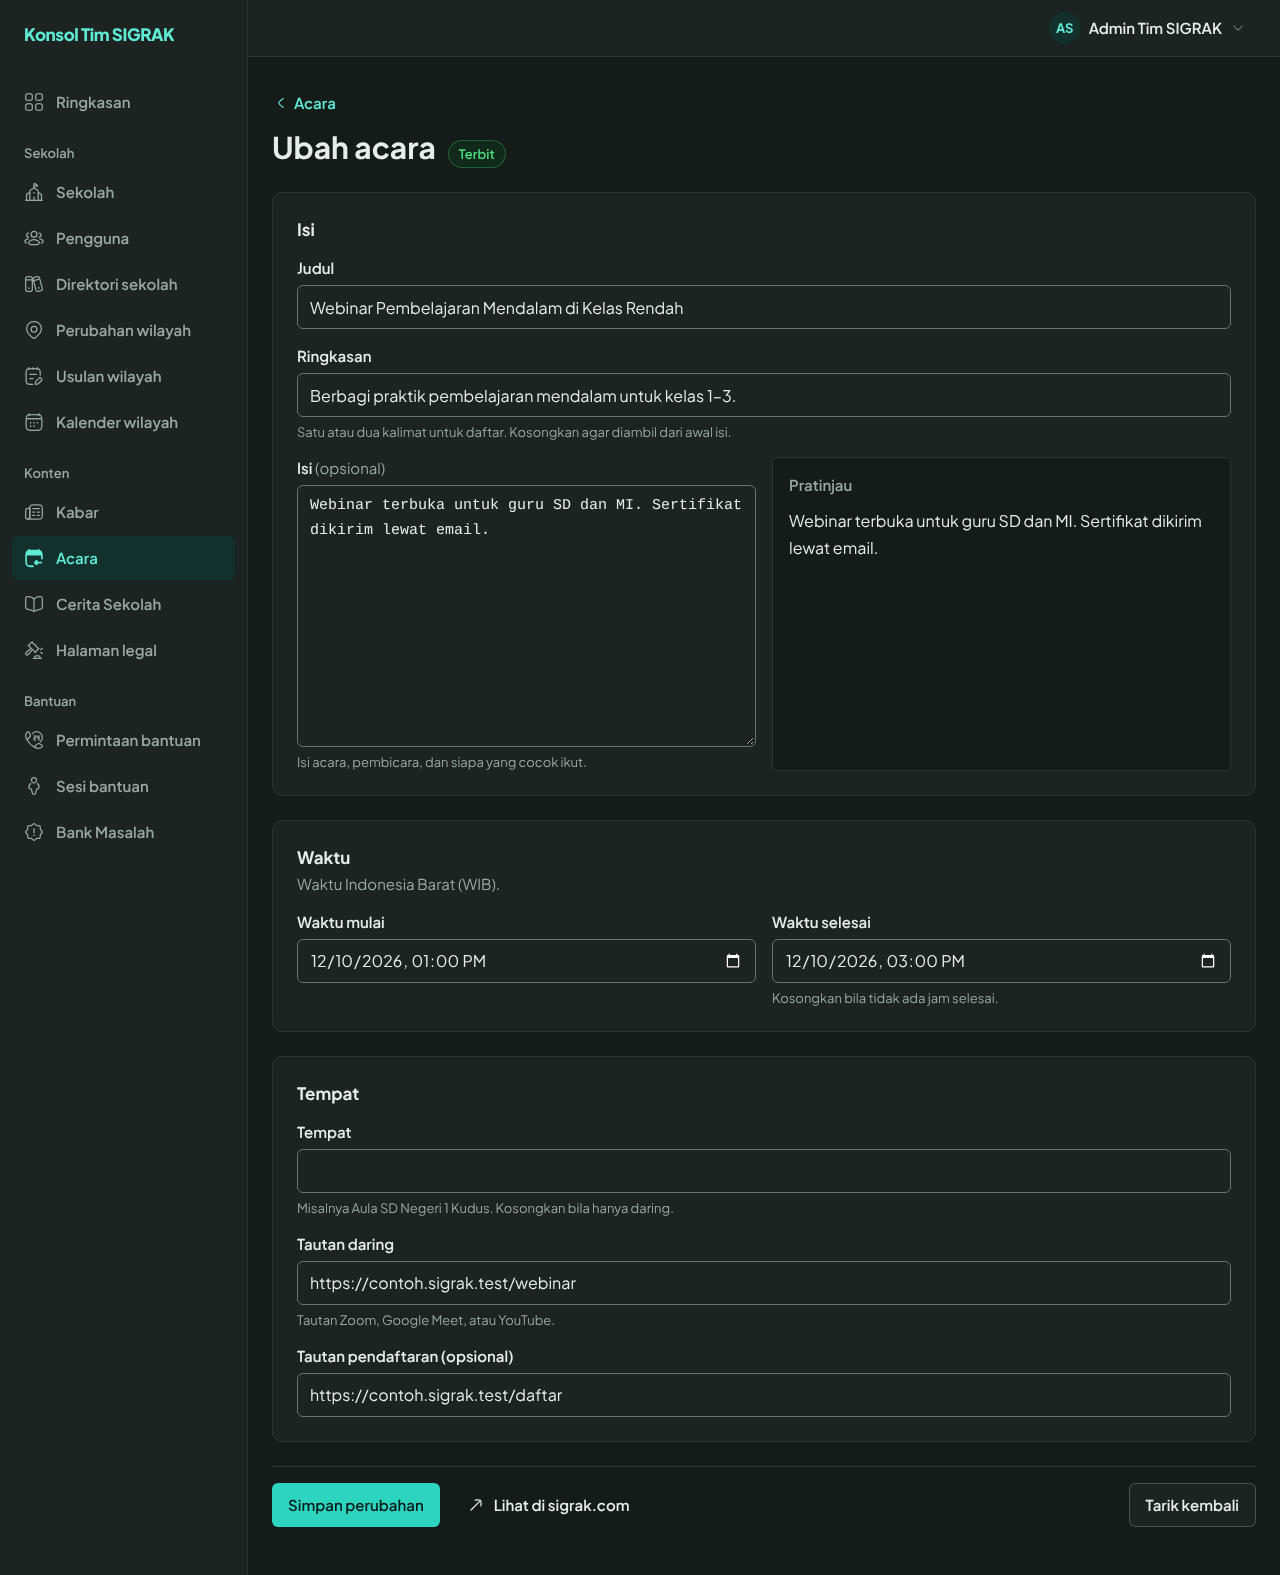 Konsol Tim SIGRAK
AS Admin Tim SIGRAK
Ringkasan
Sekolah
Sekolah
Pengguna
Direktori sekolah
Perubahan wilayah
Usulan wilayah
Kalender wilayah
Konten
Kabar
Acara
Cerita Sekolah
Halaman legal
Bantuan
Permintaan bantuan
Sesi bantuan
Bank Masalah
Acara
Ubah acara Terbit
Isi
Judul
Webinar Pembelajaran Mendalam di Kelas Rendah
Ringkasan
Berbagi praktik pembelajaran mendalam untuk kelas 1–3.
Satu atau dua kalimat untuk daftar. Kosongkan agar diambil dari awal isi.
Isi (opsional)
Webinar terbuka untuk guru SD dan MI. Sertifikat
dikirim lewat email.
Isi acara, pembicara, dan siapa yang cocok ikut.
Pratinjau
Webinar terbuka untuk guru SD dan MI. Sertifikat dikirim
lewat email.
Waktu
Waktu Indonesia Barat (WIB).
Waktu mulai
12/10/2026, 01:00 PM
Waktu selesai
12/10/2026, 03:00 PM
Kosongkan bila tidak ada jam selesai.
Tempat
Tempat
Misalnya Aula SD Negeri 1 Kudus. Kosongkan bila hanya daring.
Tautan daring
https://contoh.sigrak.test/webinar
Tautan Zoom, Google Meet, atau YouTube.
Tautan pendaftaran (opsional)
https://contoh.sigrak.test/daftar
Simpan perubahan
Lihat di sigrak.com
Tarik kembali